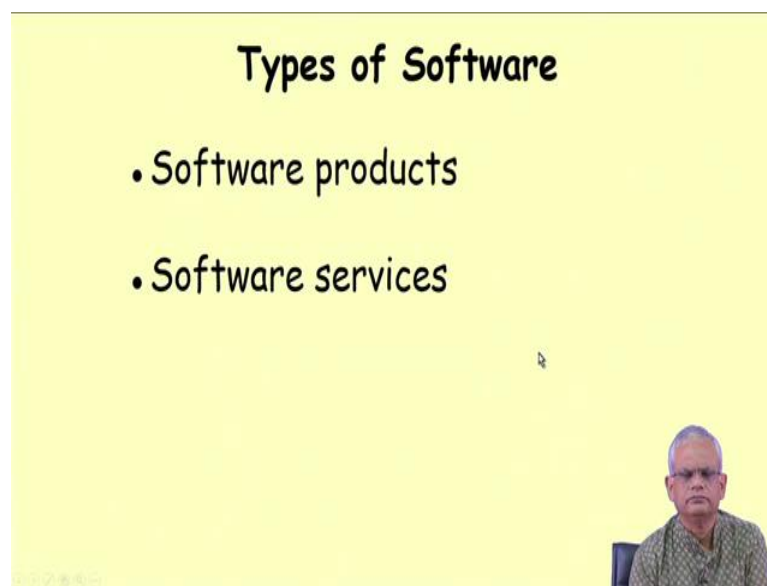 Types of Software
• Software products
• Software services